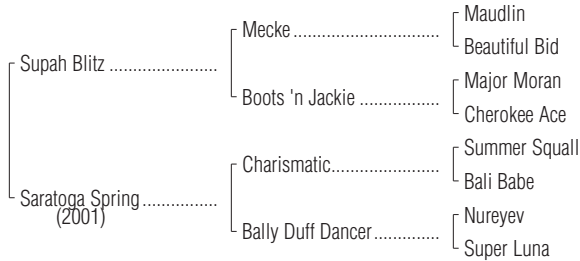 Maudlin
Mecke
Beautiful Bid
Supah Blitz
Major Moran
Boots 'n Jackie
Cherokee Ace
Summer Squall
Charismatic
Bali Babe
Saratoga Spring
(2001)
Nureyev
Bally Duff Dancer
Super Luna